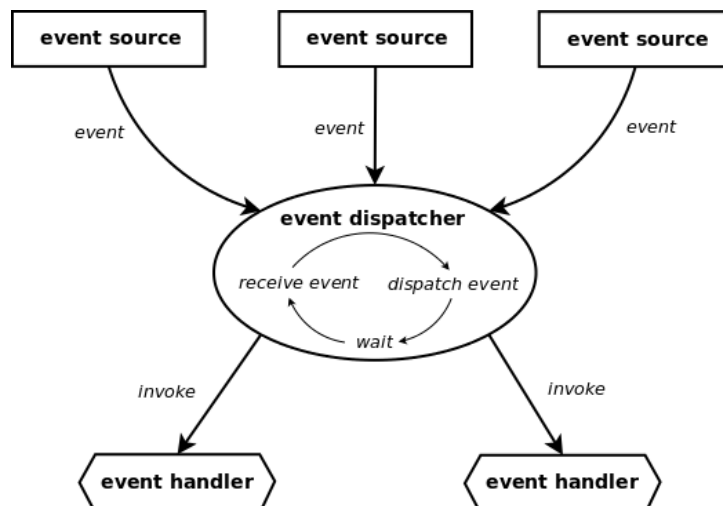 event source
event source
event source
event
event
event
event dispatcher
receive event
dispatch event
wait
invoke
invoke
event handler
event handler